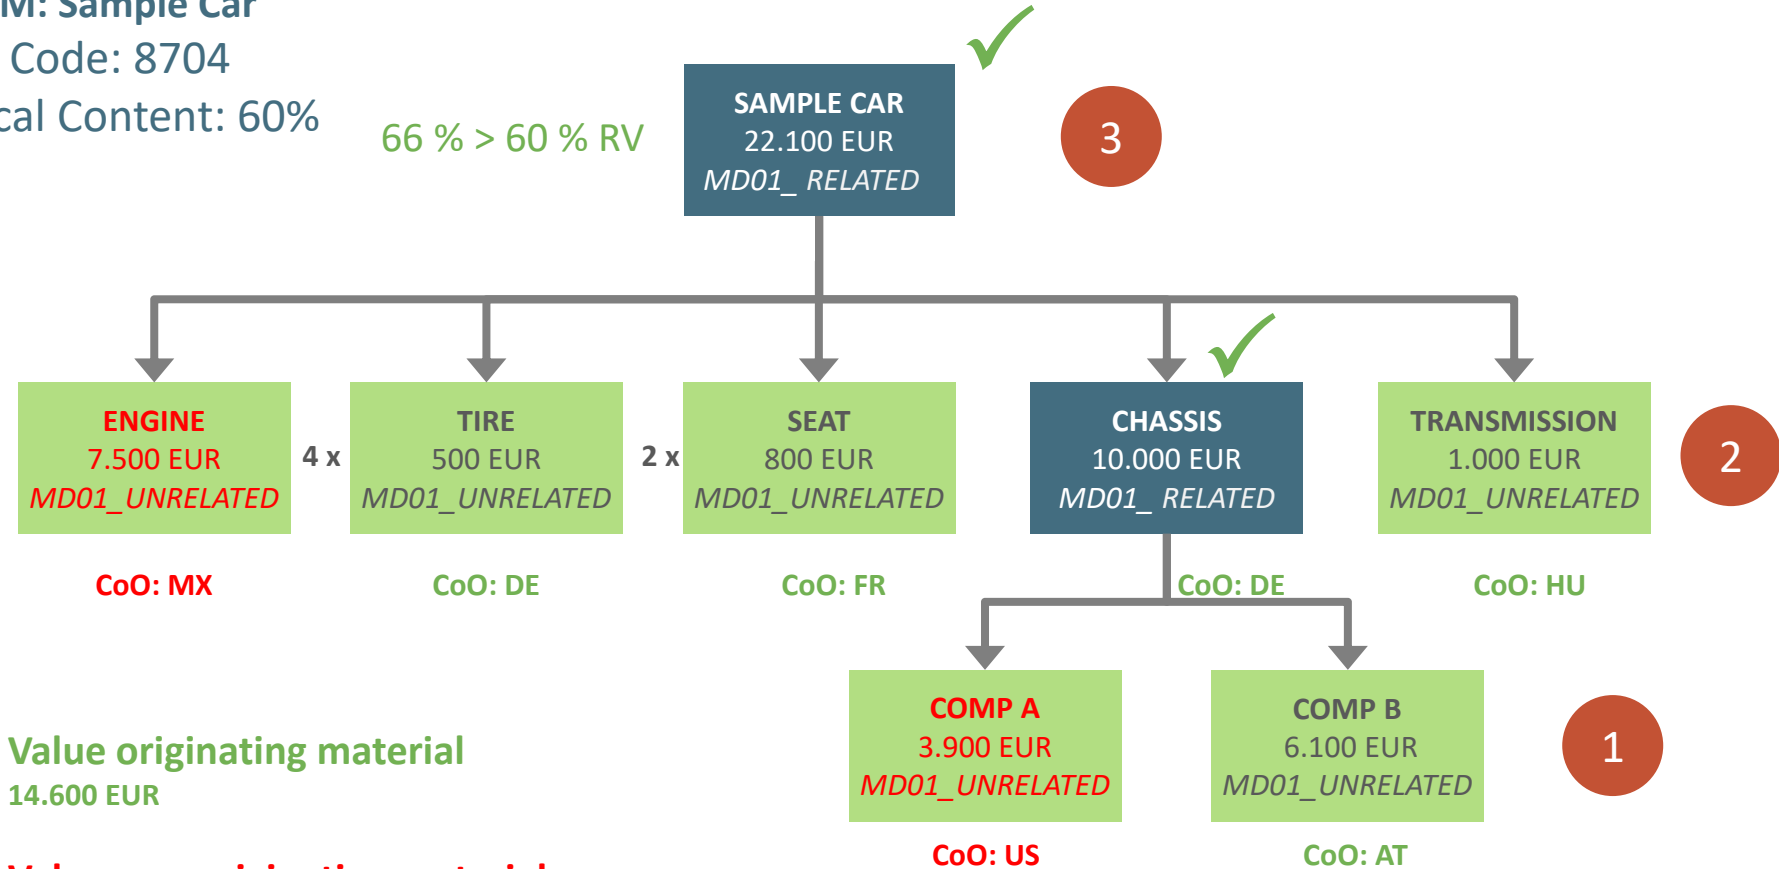 M: Sample Car
Code: 8704
cal Content: 60%
66 % > 60 % RV
SAMPLE CAR
22.100 EUR
MD01_ RELATED
3
ENGINE
7.500 EUR
MD01_UNRELATED
CoO: MX
4 x
TIRE
500 EUR
MD01_UNRELATED
CoO: DE
2 x
SEAT
800 EUR
MD01_UNRELATED
CoO: FR
CHASSIS
10.000 EUR
MD01_ RELATED
CoO: DE
TRANSMISSION
1.000 EUR
MD01_UNRELATED
CoO: HU
2
COMP A
3.900 EUR
MD01_UNRELATED
CoO: US
COMP B
6.100 EUR
MD01_UNRELATED
CoO: AT
1
Value originating material
14.600 EUR